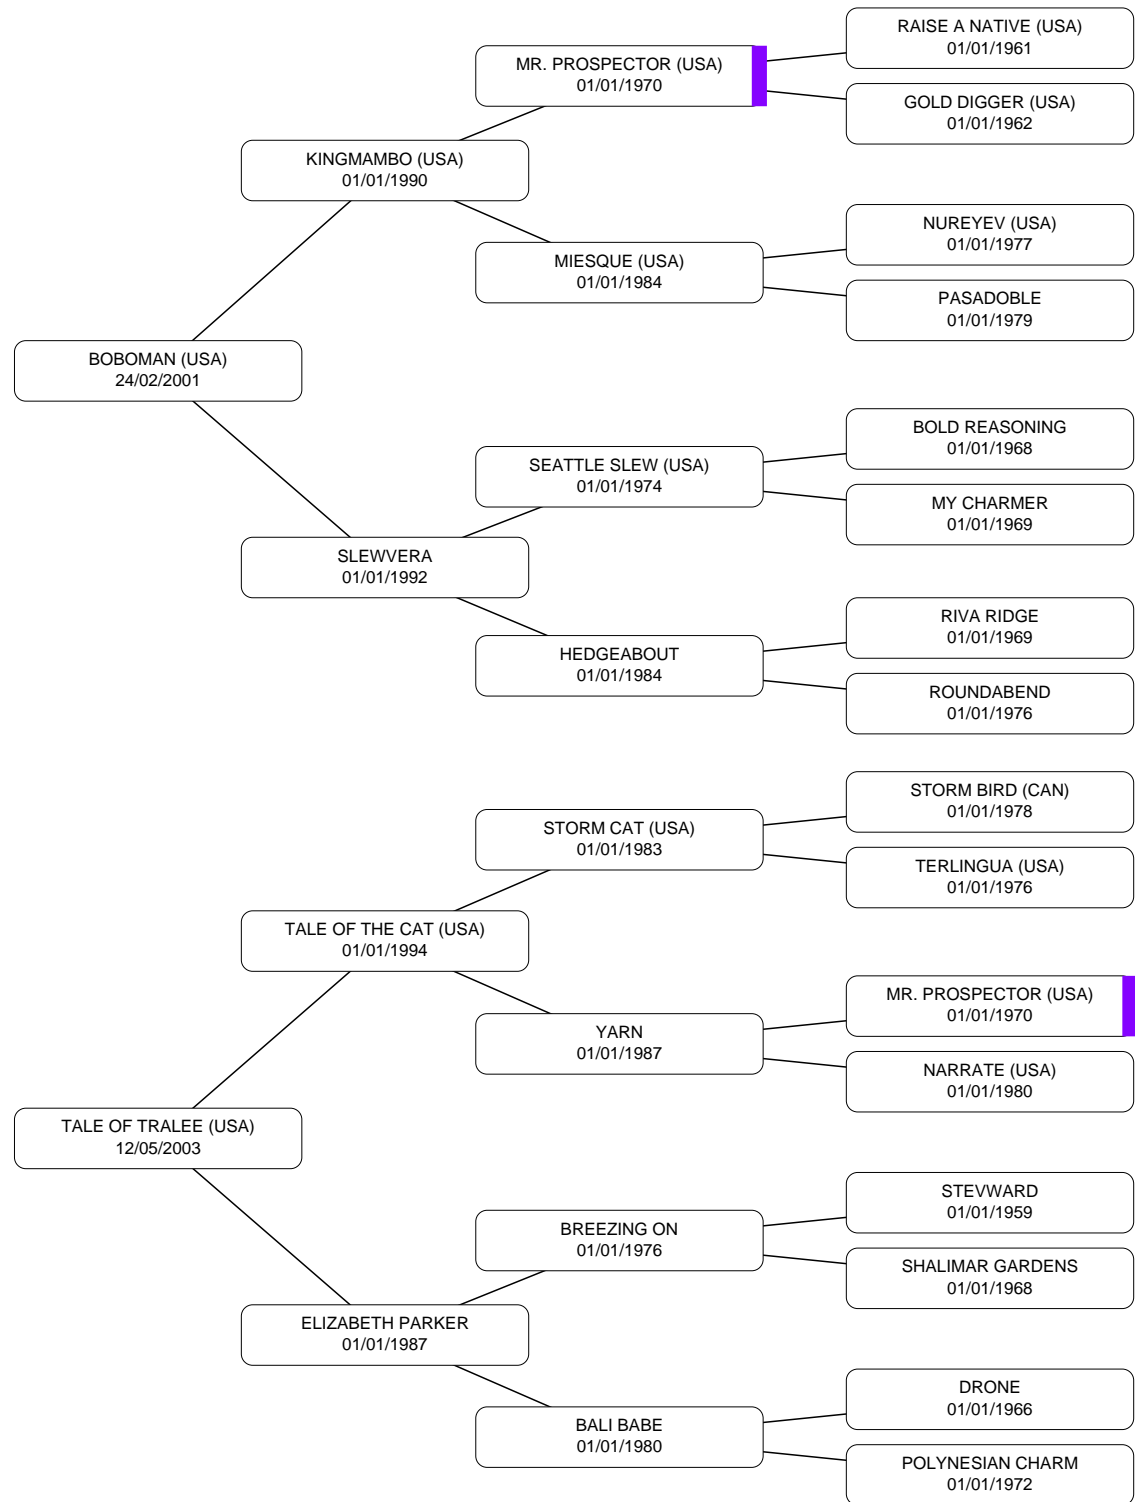 RAISE A NATIVE (USA)
01/01/1961
MR. PROSPECTOR (USA)
01/01/1970
GOLD DIGGER (USA)
01/01/1962
KINGMAMBO (USA)
01/01/1990
NUREYEV (USA)
01/01/1977
MIESQUE (USA)
01/01/1984
PASADOBLE
01/01/1979
BOBOMAN (USA)
24/02/2001
BOLD REASONING
01/01/1968
SEATTLE SLEW (USA)
01/01/1974
MY CHARMER
01/01/1969
SLEWVERA
01/01/1992
RIVA RIDGE
01/01/1969
HEDGEABOUT
01/01/1984
ROUNDABEND
01/01/1976
STORM BIRD (CAN)
01/01/1978
STORM CAT (USA)
01/01/1983
TERLINGUA (USA)
01/01/1976
TALE OF THE CAT (USA)
01/01/1994
MR. PROSPECTOR (USA)
01/01/1970
YARN
01/01/1987
NARRATE (USA)
01/01/1980
TALE OF TRALEE (USA)
12/05/2003
STEVWARD
01/01/1959
BREEZING ON
01/01/1976
SHALIMAR GARDENS
01/01/1968
ELIZABETH PARKER
01/01/1987
DRONE
01/01/1966
BALI BABE
01/01/1980
POLYNESIAN CHARM
01/01/1972